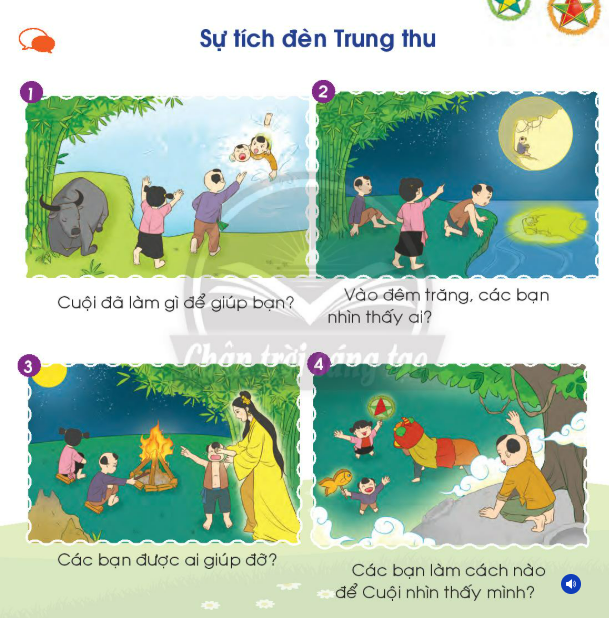 Sự tích đèn Trung thu
1
2
Cuội đã làm gì để giúp bạn?
Vào đêm trăng, các bạn
nhìn thấy ai?
Chân trời sáng tạo
3
4
Các bạn được ai giúp đỡ?
Các bạn làm cách nào
để Cuội nhìn thấy mình?